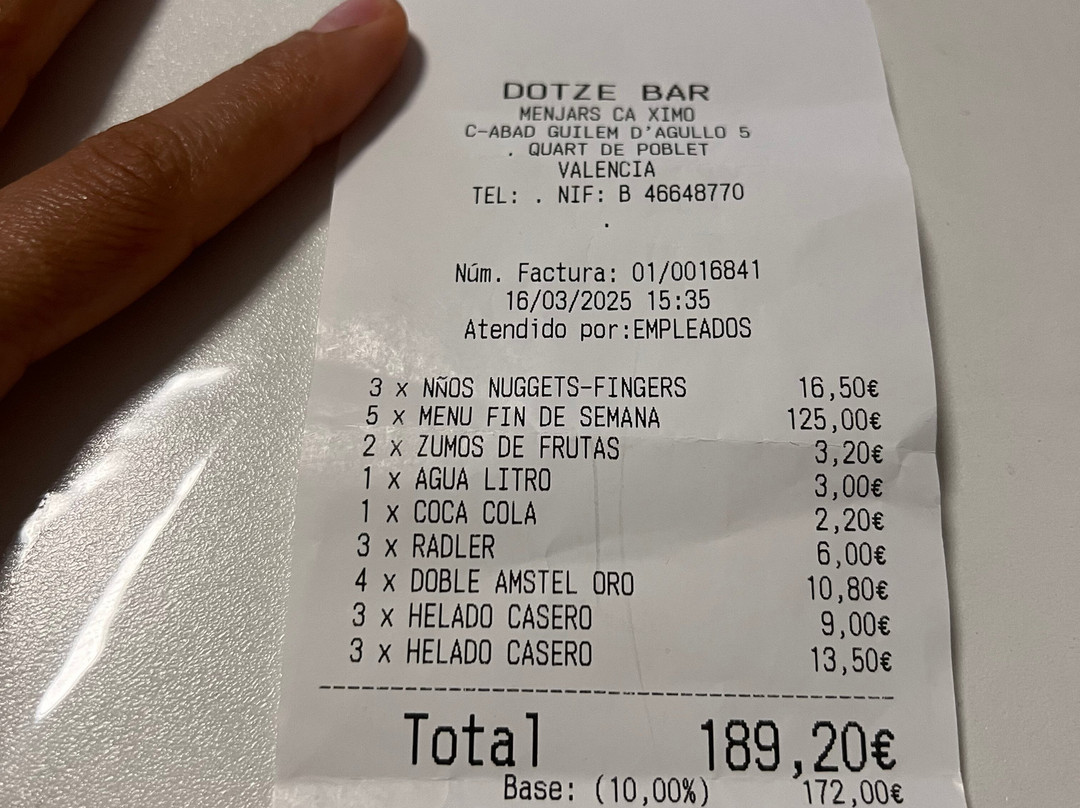 DOTZE BAR
MENJARS CA XIMO
C-ABAD GUILEM D'AGULLO 5
. QUART DE POBLET
VALENCIA
TEL: . NIF: B 46648770
.
Núm. Factura: 01/0016841
16/03/2025 15:35
Atendido por:EMPLEADOS
3 x NÑOS NUGGETS-FINGERS 16,50€
5 x MENU FIN DE SEMANA 125,00€
2 x ZUMOS DE FRUTAS 3,20€
1 x AGUA LITRO 3,00€
1 x COCA COLA 2,20€
3 x RADLER 6,00€
4 x DOBLE AMSTEL ORO 10,80€
3 x HELADO CASERO 9,00€
3 x HELADO CASERO 13,50€
Total 189,20€
Base: (10,00%) 172,00€